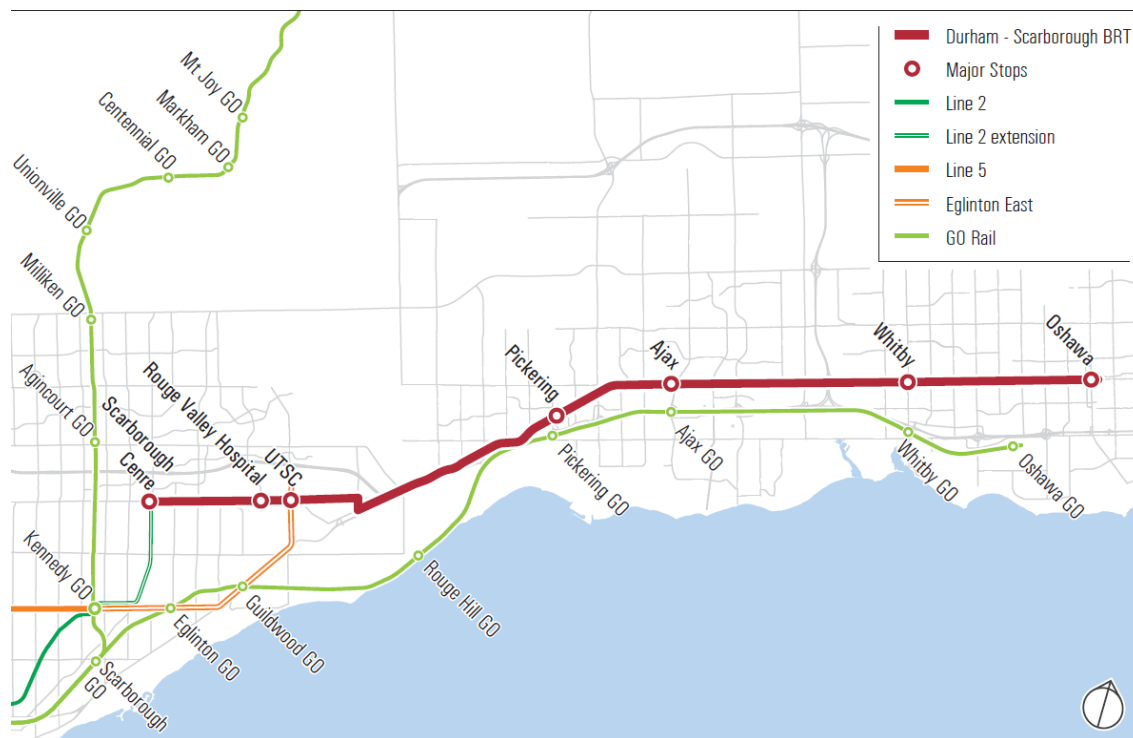 Durham - Scarborough BRT
Major Stops
Line 2
Line 2 extension
Line 5
Eglinton East
GO Rail
Mt Joy GO
Markham GO
Centennial GO
Unionville GO
Milliken GO
Agincourt GO
Scarborough
Cenre
Rouge Valley
Hospital
UTSC
Pickering
Ajax
Whitby
Oshawa
Kennedy GO
Scarborough
GO
Eglinton GO
Guildwood GO
Rouge Hill GO
Pickering GO
Ajax GO
Whitby GO
Oshawa GO